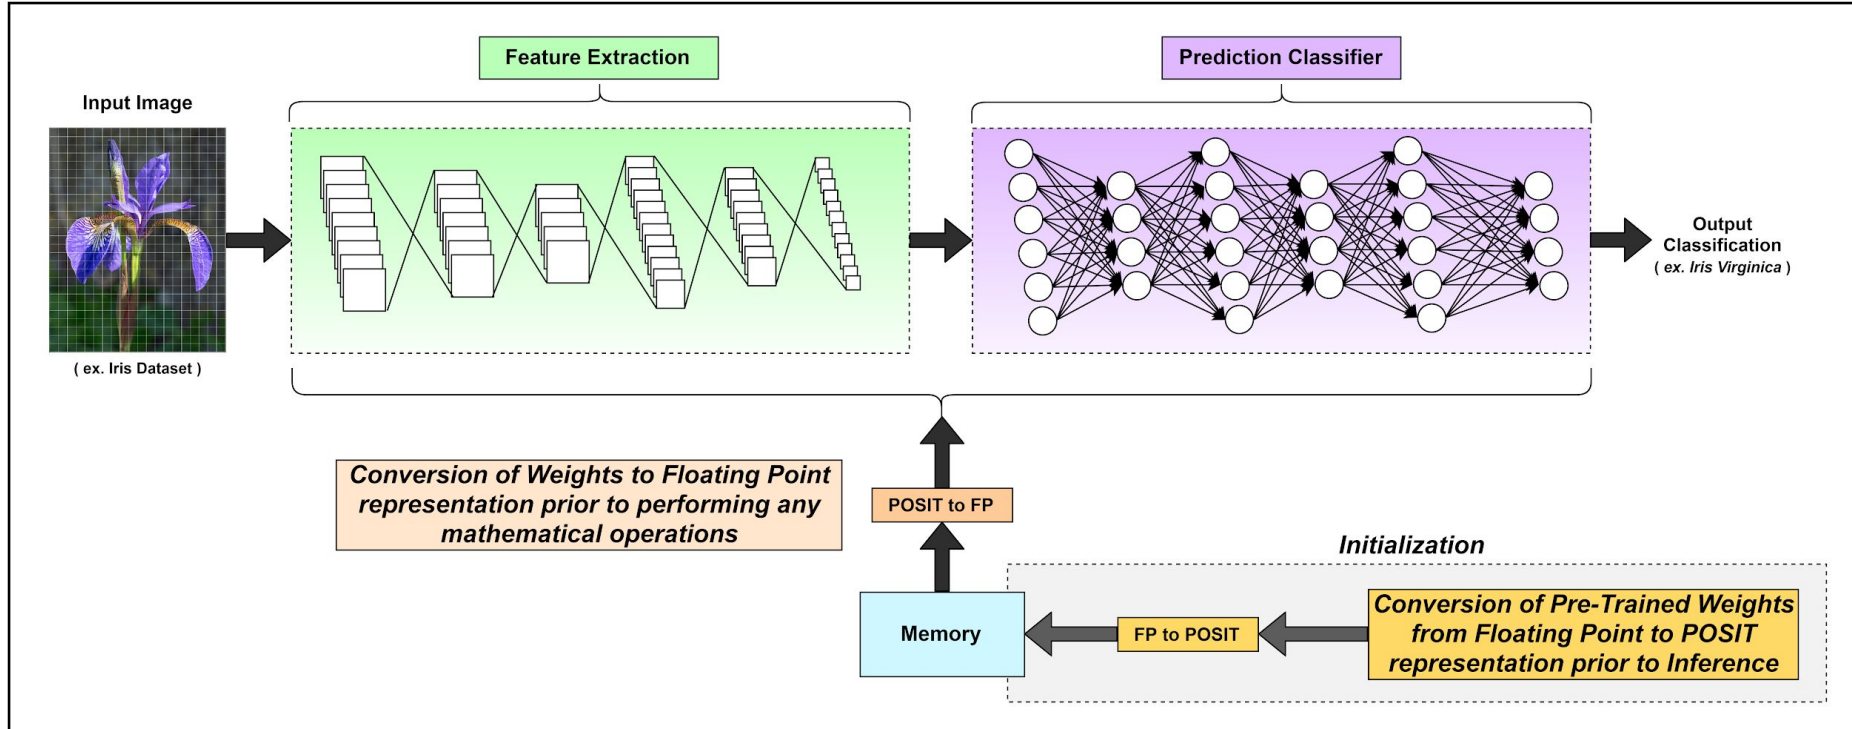 Feature Extraction
Prediction Classifier
Input Image
( ex. Iris Dataset )
Output
Classification
( ex. Iris Virginica )
Conversion of Weights to Floating Point
representation prior to performing any
mathematical operations
POSIT to FP
Initialization
Memory
FP to POSIT
Conversion of Pre-Trained Weights
from Floating Point to POSIT
representation prior to Inference